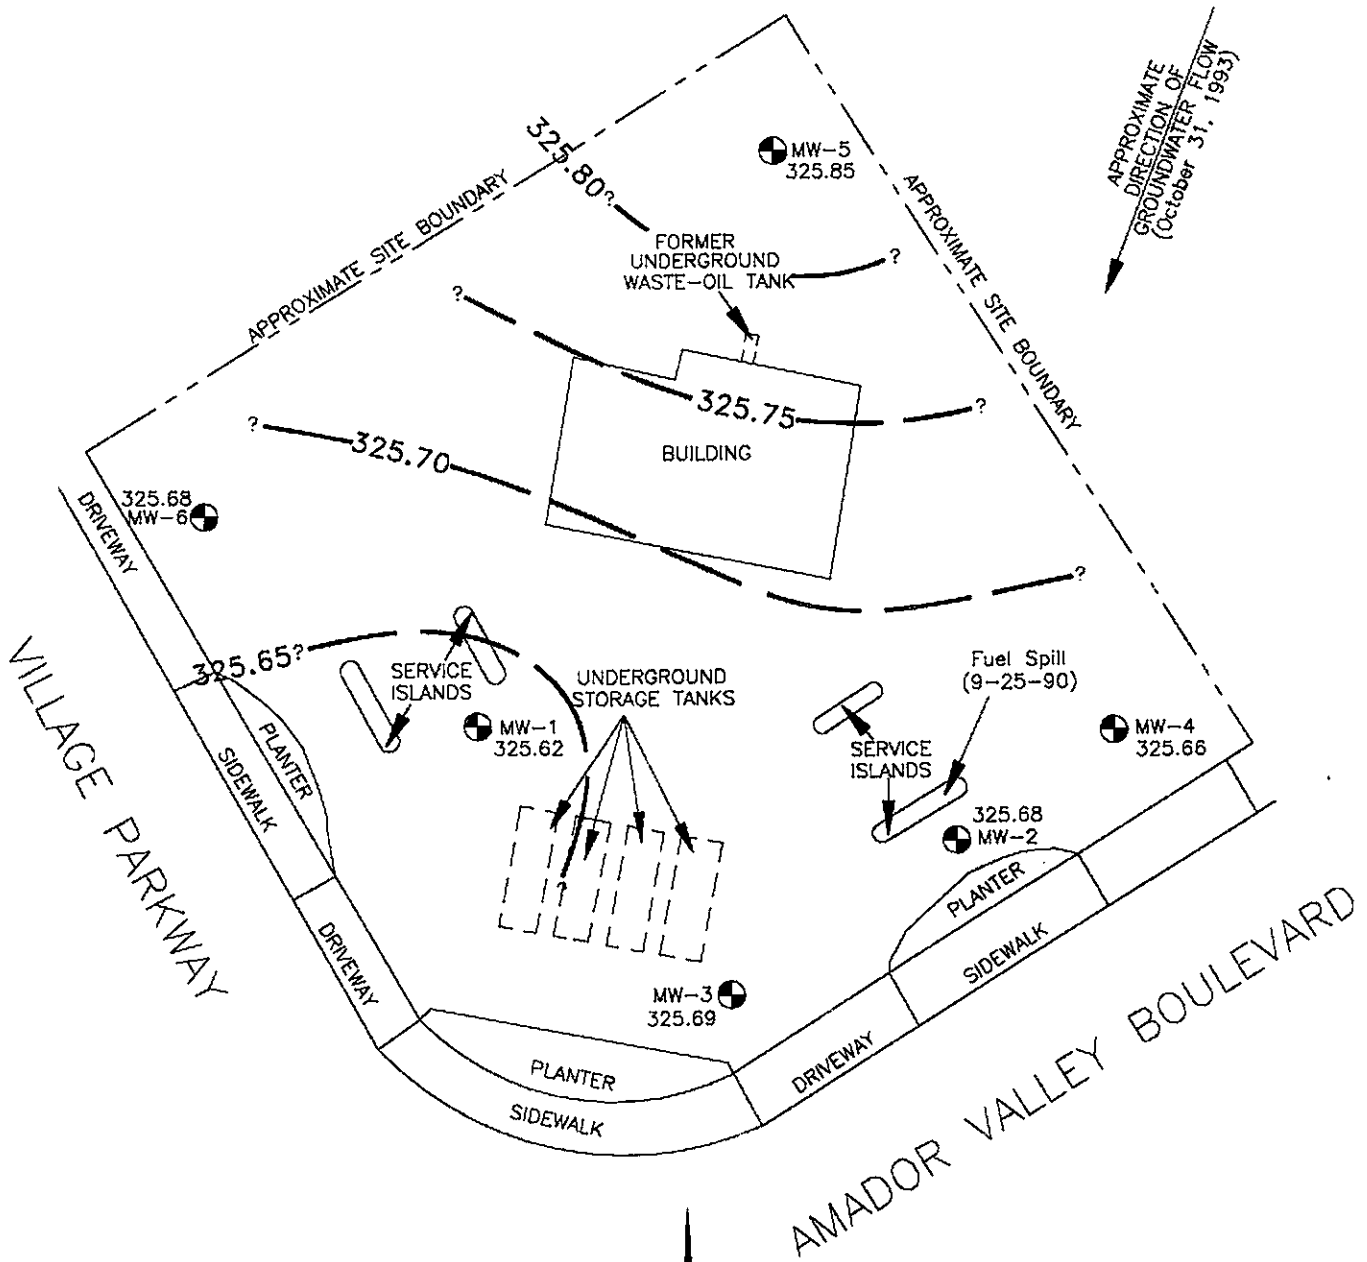 APPROXIMATE
DIRECTION OF
GROUNDWATER FLOW
(October 31, 1993)
325.80?
MW-5
325.85
APPROXIMATE SITE BOUNDARY
APPROXIMATE SITE BOUNDARY
FORMER
UNDERGROUND
WASTE-OIL TANK
?
?
325.75
?
?
325.70
BUILDING
325.68
MW-6
DRIVEWAY
?
325.65?
SERVICE
ISLANDS
UNDERGROUND
STORAGE TANKS
Fuel Spill
(9-25-90)
MW-1
325.62
SERVICE
ISLANDS
MW-4
325.66
VILLAGE PARKWAY
SIDEWALK
PLANTER
325.68
MW-2
?
PLANTER
SIDEWALK
DRIVEWAY
MW-3
325.69
PLANTER
SIDEWALK
DRIVEWAY
AMADOR VALLEY BOULEVARD